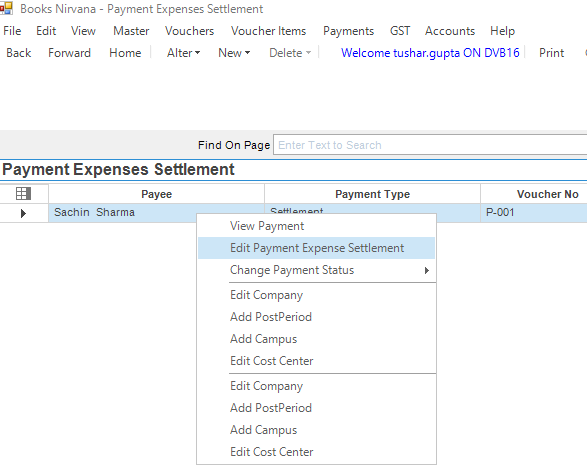 Books Nirvana - Payment Expenses Settlement
File Edit View Master Vouchers Voucher Items Payments GST Accounts Help
Back Forward Home Alter New Delete Welcome tushar.gupta ON DVB16 Print
Find On Page Enter Text to Search
Payment Expenses Settlement
Payee Payment Type Voucher No
Sachin Sharma Settlement P-001
View Payment
Edit Payment Expense Settlement
Change Payment Status
Edit Company
Add PostPeriod
Add Campus
Edit Cost Center
Edit Company
Add PostPeriod
Add Campus
Edit Cost Center